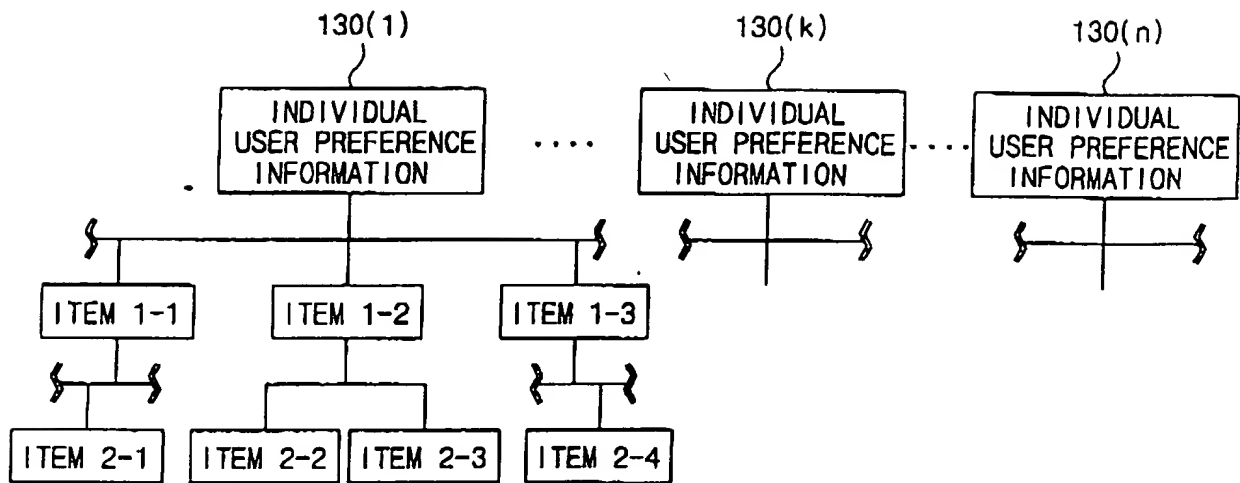 130(1)
130(k)
130(n)
INDIVIDUAL
USER PREFERENCE
INFORMATION
....
INDIVIDUAL
USER PREFERENCE
INFORMATION
....
INDIVIDUAL
USER PREFERENCE
INFORMATION
ITEM 1-1
ITEM 1-2
ITEM 1-3
ITEM 2-1
ITEM 2-2
ITEM 2-3
ITEM 2-4